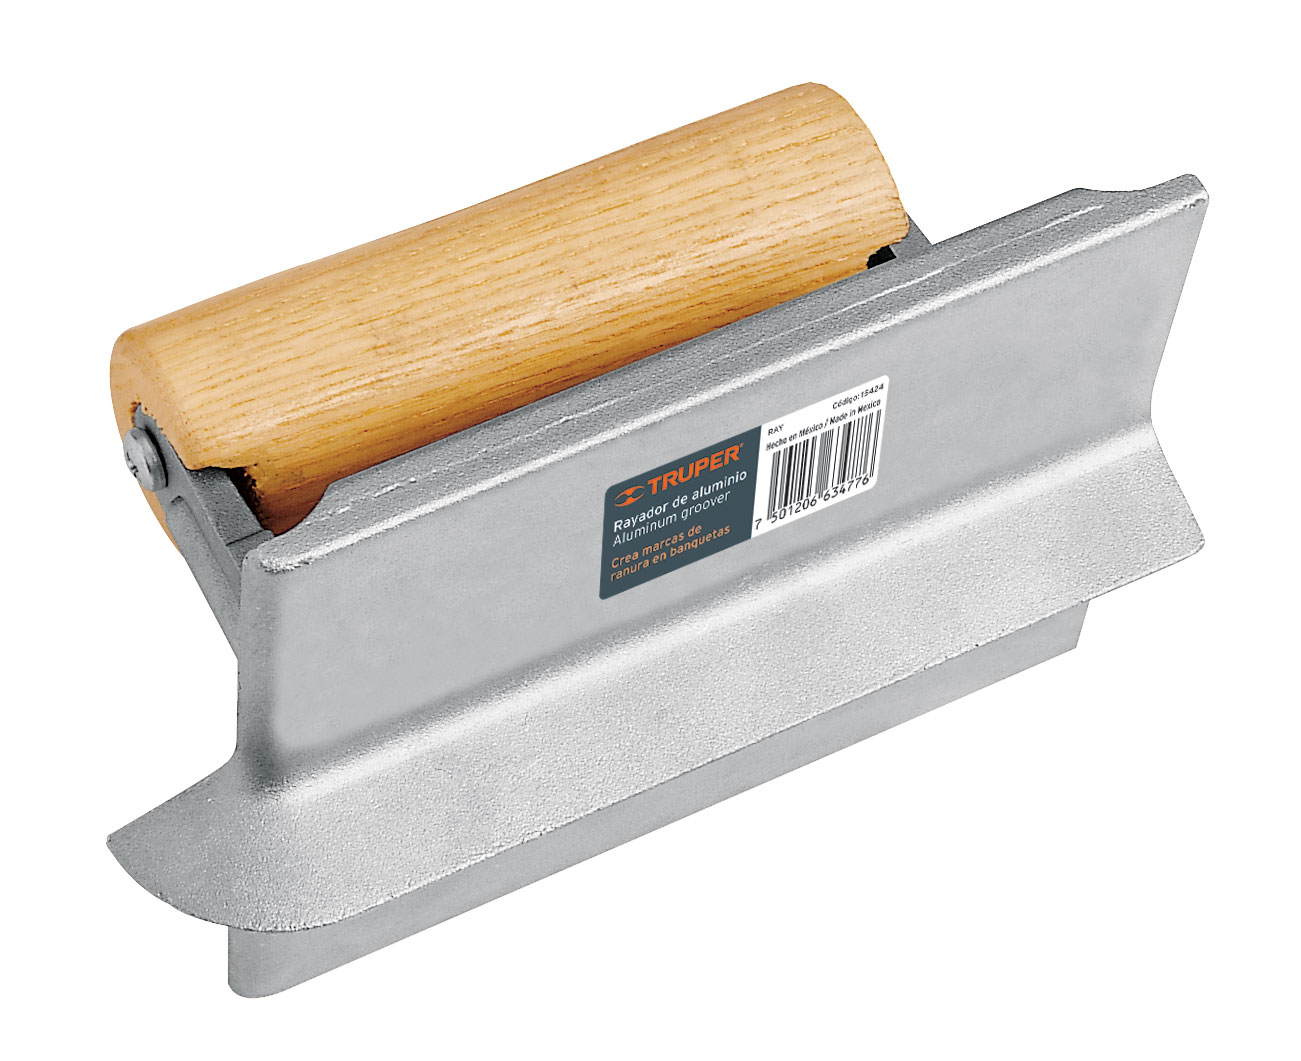 TRUPER®
Rayador de aluminio
Aluminum groover
Crea marcas de
ranura en banquetas
RAY
Código: 15424
Hecho en México / Made in Mexico
7 501206 634776